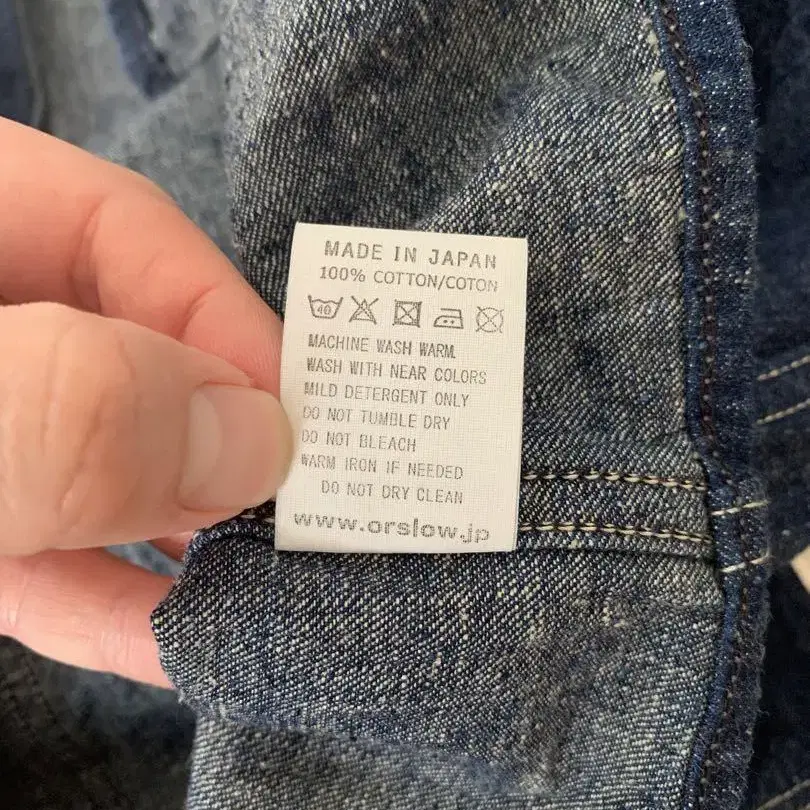 MADE IN JAPAN
100% COTTON/COTON
40
MACHINE WASH WARM.
WASH WITH NEAR COLORS
MILD DETERGENT ONLY
DO NOT TUMBLE DRY
DO NOT BLEACH
WARM IRON IF NEEDED
DO NOT DRY CLEAN
www.orslow.jp